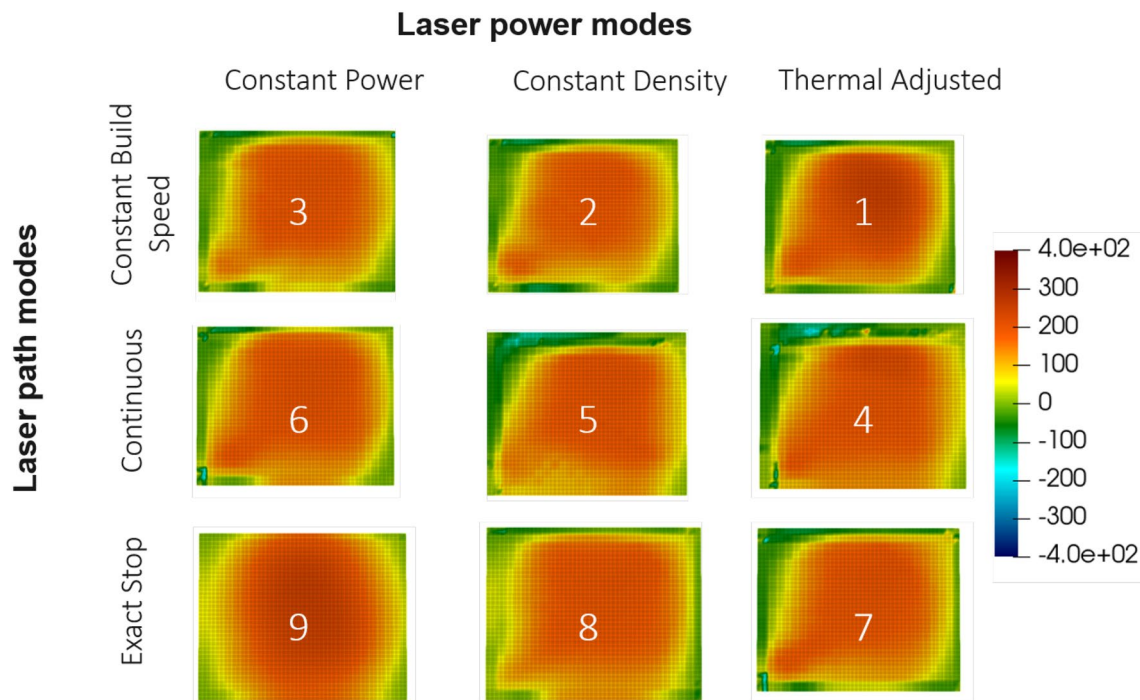 Laser power modes
Constant Power
Constant Density
Thermal Adjusted
Laser path modes
Constant Build
Speed
3
2
1
Continuous
6
5
4
Exact Stop
9
8
7
4.0e+02
300
200
100
0
-100
-200
-300
-4.0e+02